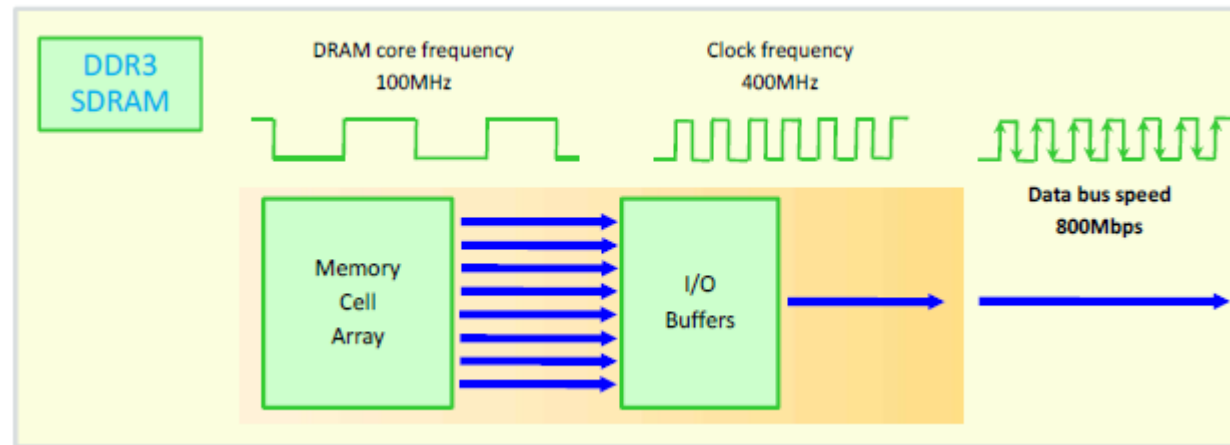 DDR3
SDRAM
DRAM core frequency
100MHz
Clock frequency
400MHz
Data bus speed
800Mbps
Memory
Cell
Array
I/O
Buffers